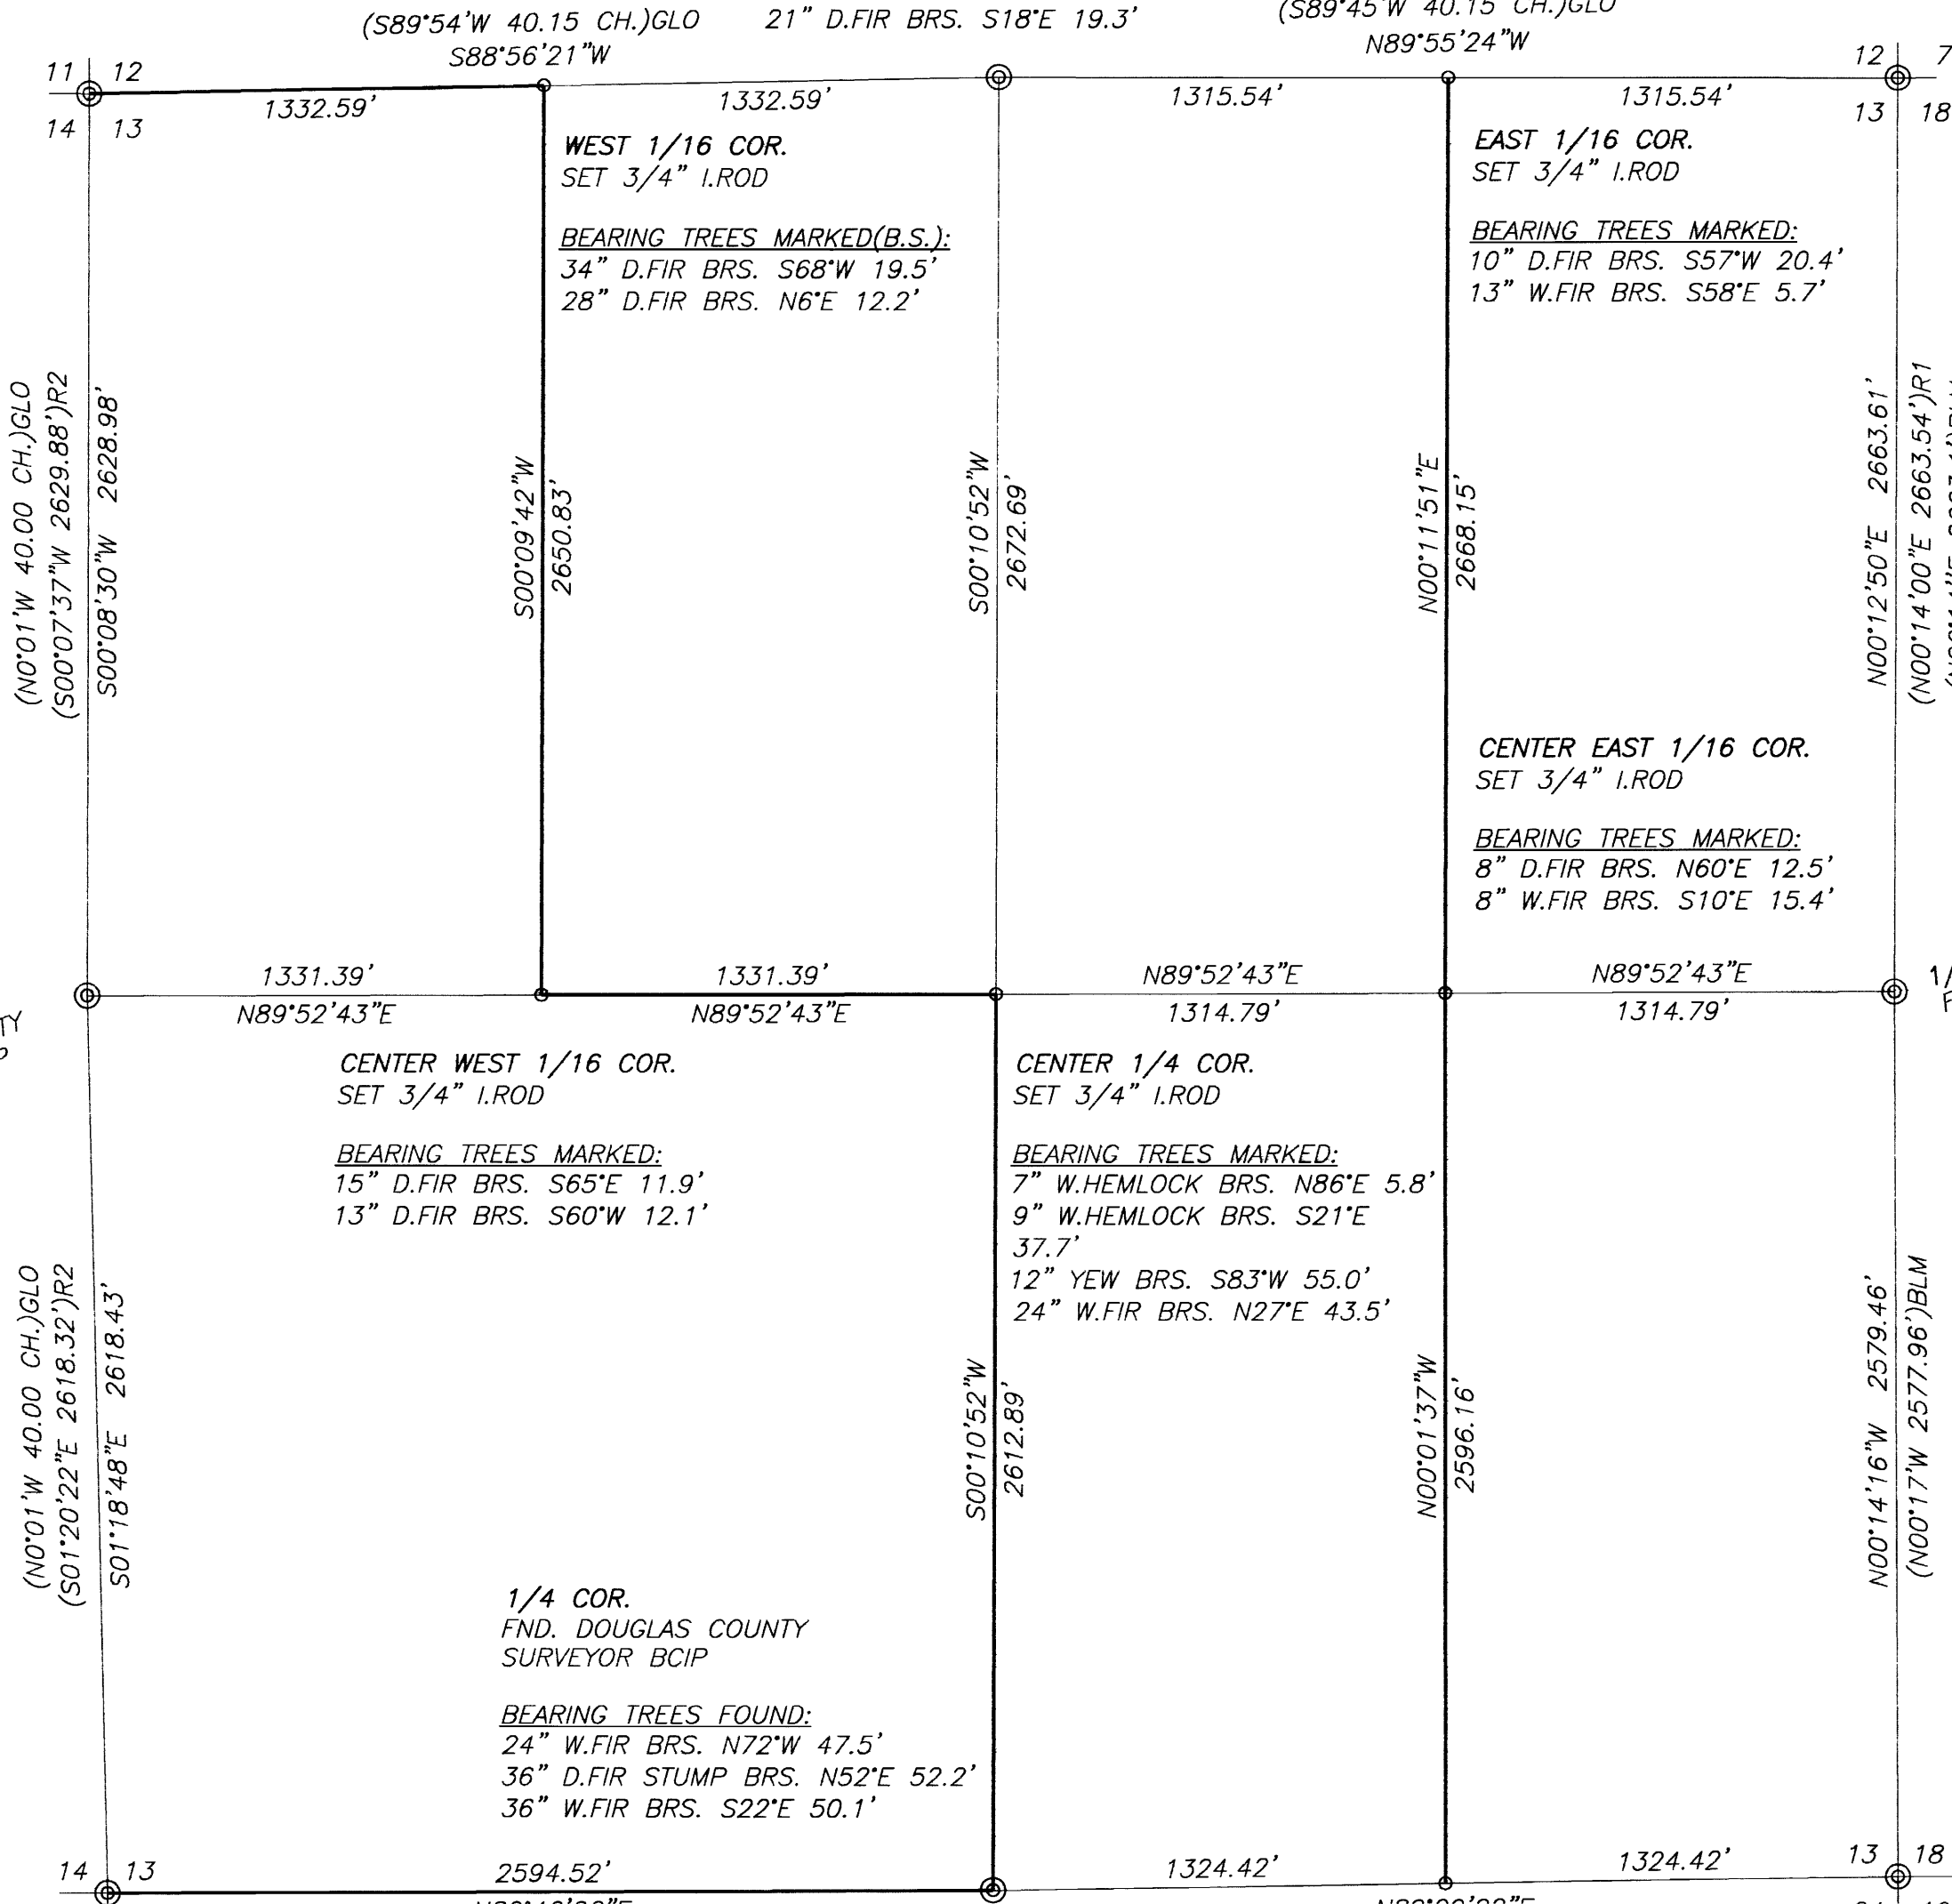 (S89°54'W 40.15 CH.)GLO
21" D.FIR BRS. S18°E 19.3'
(S89°45'W 40.15 CH.)GLO
S88°56'21"W
N89°55'24"W
11 12
12 7
1332.59'
1332.59'
1315.54'
1315.54'
14 13
13 18
WEST 1/16 COR.
SET 3/4" I.ROD
BEARING TREES MARKED(B.S.):
34" D.FIR BRS. S68°W 19.5'
28" D.FIR BRS. N6°E 12.2'
EAST 1/16 COR.
SET 3/4" I.ROD
BEARING TREES MARKED:
10" D.FIR BRS. S57°W 20.4'
13" W.FIR BRS. S58°E 5.7'
(N0°01'W 40.00 CH.)GLO
(S00°07'37"W 2629.88')R2
S00°08'30"W 2628.98'
S00°09'42"W
2650.83'
S00°10'52"W
2672.69'
N00°11'51"E
2668.15'
N00°12'50"E 2663.61'
(N00°14'00"E 2663.54')R1
CENTER EAST 1/16 COR.
SET 3/4" I.ROD
BEARING TREES MARKED:
8" D.FIR BRS. N60°E 12.5'
8" W.FIR BRS. S10°E 15.4'
1331.39'
N89°52'43"E
1331.39'
N89°52'43"E
N89°52'43"E
1314.79'
N89°52'43"E
1314.79'
CENTER WEST 1/16 COR.
SET 3/4" I.ROD
BEARING TREES MARKED:
15" D.FIR BRS. S65°E 11.9'
13" D.FIR BRS. S60°W 12.1'
CENTER 1/4 COR.
SET 3/4" I.ROD
BEARING TREES MARKED:
7" W.HEMLOCK BRS. N86°E 5.8'
9" W.HEMLOCK BRS. S21°E
37.7'
12" YEW BRS. S83°W 55.0'
24" W.FIR BRS. N27°E 43.5'
(N0°01'W 40.00 CH.)GLO
(S01°20'22"E 2618.32')R2
S01°18'48"E 2618.43'
S00°10'52"W
2612.89'
N00°01'37"W
2596.16'
N00°14'16"W 2579.46'
(N00°17'W 2577.96')BLM
1/4 COR.
FND. DOUGLAS COUNTY
SURVEYOR BCIP
BEARING TREES FOUND:
24" W.FIR BRS. N72°W 47.5'
36" D.FIR STUMP BRS. N52°E 52.2'
36" W.FIR BRS. S22°E 50.1'
14 13
2594.52'
1324.42'
1324.42'
13 18